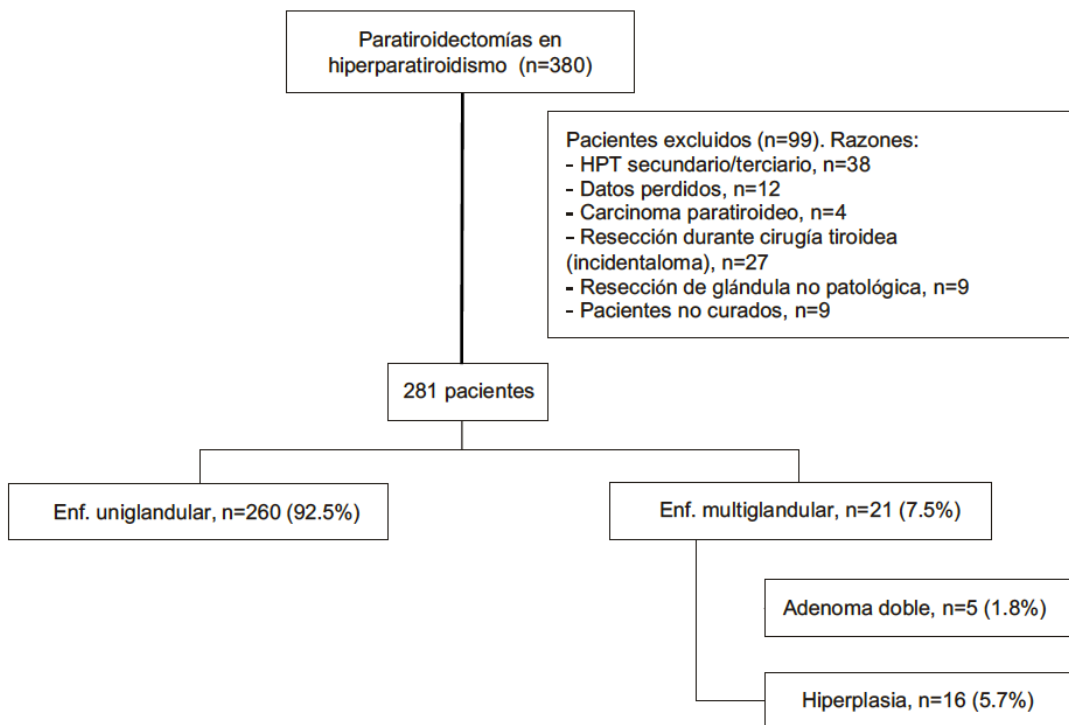 Paratiroidectomías en
hiperparatiroidismo (n=380)
Pacientes excluidos (n=99). Razones:
- HPT secundario/terciario, n=38
- Datos perdidos, n=12
- Carcinoma paratiroideo, n=4
- Resección durante cirugía tiroidea
(incidentaloma), n=27
- Resección de glándula no patológica, n=9
- Pacientes no curados, n=9
281 pacientes
Enf. uniglandular, n=260 (92.5%)
Enf. multiglandular, n=21 (7.5%)
Adenoma doble, n=5 (1.8%)
Hiperplasia, n=16 (5.7%)